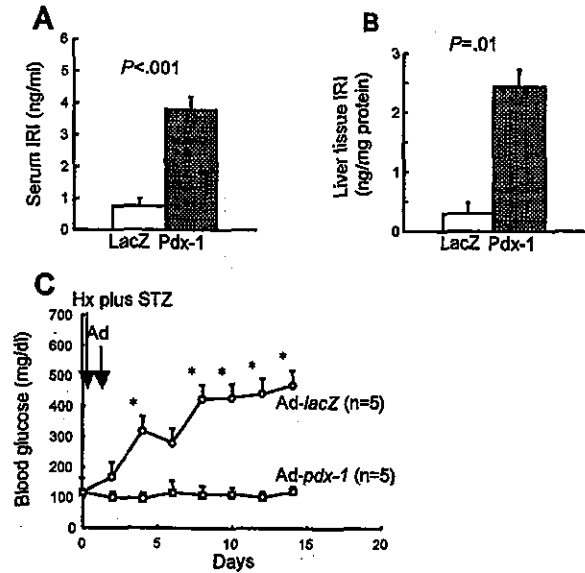 A
P<.001
Serum IRI (ng/ml)
5
4
3
2
1
0
LacZ Pdx-1
B
P=.01
Liver tissue IRI
(ng/mg protein)
3
2
1
0
LacZ Pdx-1
C
Hx plus STZ
Ad
Blood glucose (mg/dl)
700
600
500
400
300
200
100
0
* * * * *
Ad-lacZ (n=5)
Ad-pdx-1 (n=5)
0 5 10 15 20
Days